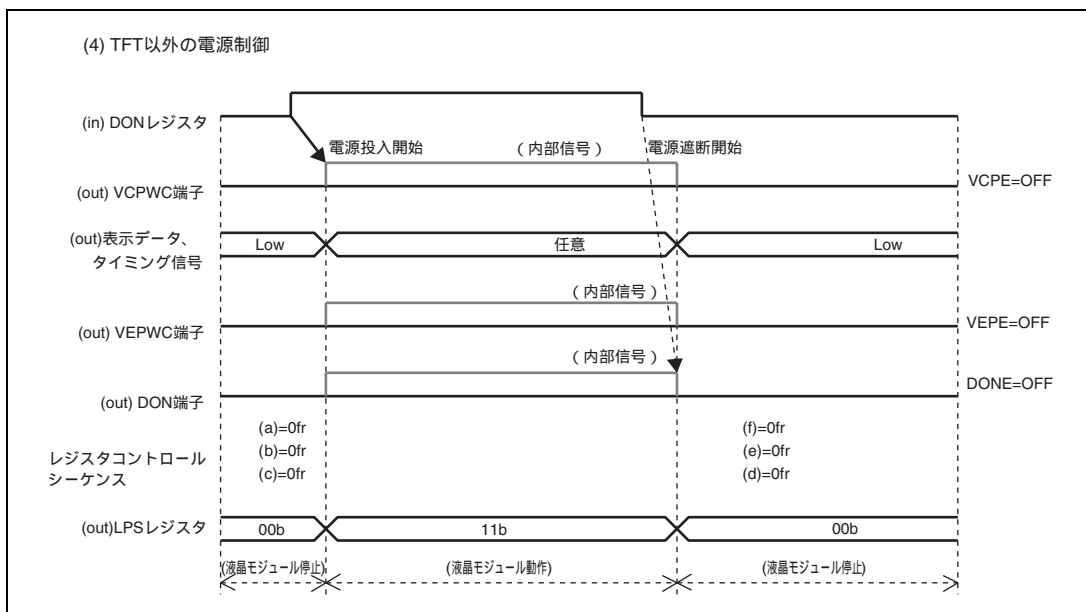 (4) TFT以外の電源制御
(in) DONレジスタ
電源投入開始
(内部信号)
電源遮断開始
(out) VCPWC端子
VCPE=OFF
(out)表示データ、
タイミング信号
Low
任意
Low
(内部信号)
(out) VEPWC端子
VEPE=OFF
(内部信号)
(out) DON端子
DONE=OFF
レジスタコントロール
シーケンス
(a)=0fr
(b)=0fr
(c)=0fr
(f)=0fr
(e)=0fr
(d)=0fr
(out)LPSレジスタ
00b
11b
00b
(液晶モジュール停止)
(液晶モジュール動作)
(液晶モジュール停止)